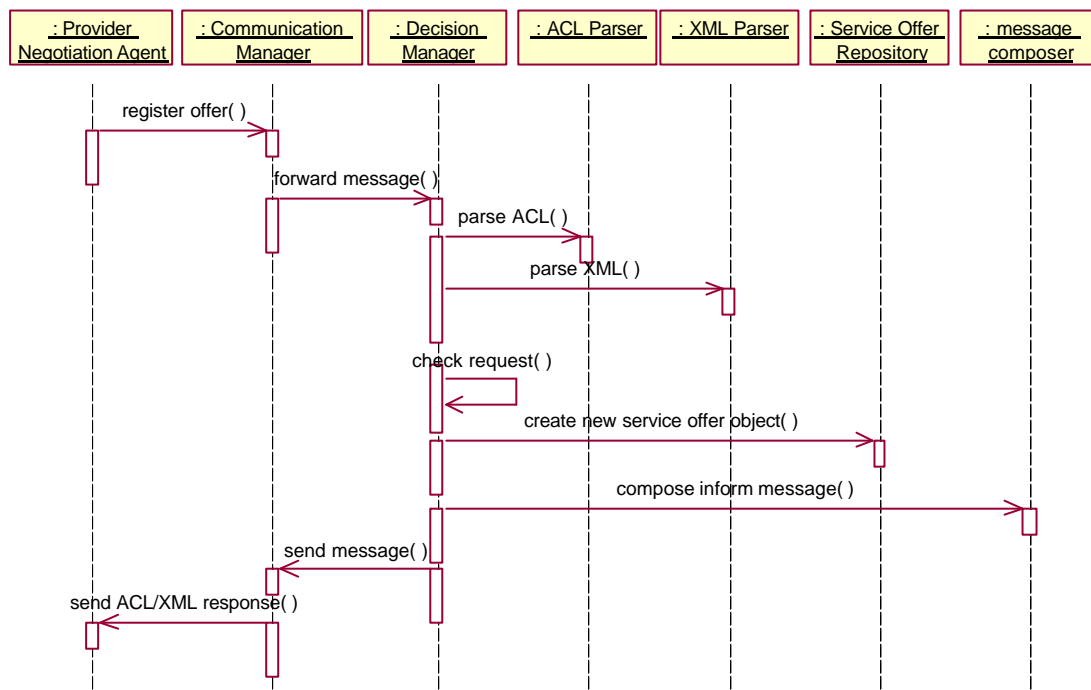 : Provider
Negotiation Agent
: Communication
Manager
: Decision
Manager
: ACL Parser
: XML Parser
: Service Offer
Repository
: message
composer
register offer( )
forward message( )
parse ACL( )
parse XML( )
check request( )
create new service offer object( )
compose inform message( )
send message( )
send ACL/XML response( )